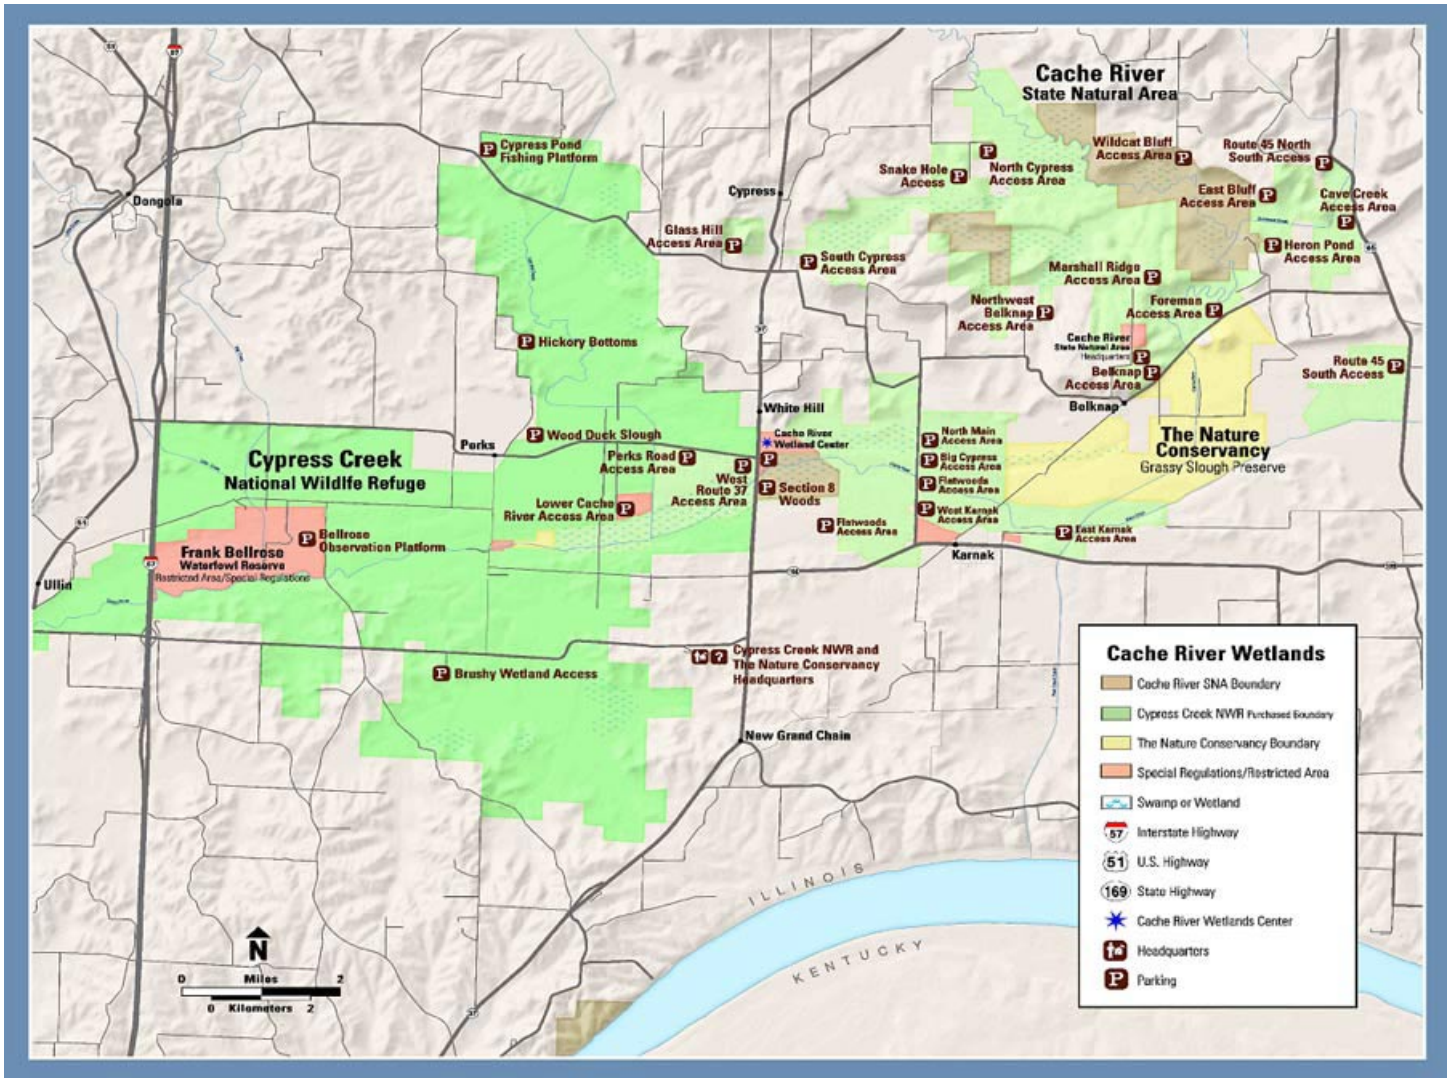 Cache River
State Natural Area
Cypress Pond
Fishing Platform
Wildcat Bluff
Access Area
Route 45 North
South Access
Snake Hole
Access
North Cypress
Access Area
East Bluff
Access Area
Cave Creek
Access Area
Cypress
Dongola
Glass Hill
Access Area
South Cypress
Access Area
Heron Pond
Access Area
Marshall Ridge
Access Area
Northwest
Belknap
Access Area
Foreman
Access Area
Hickory Bottoms
Cache River
State Natural Area
Headquarters
Belknap
Access Area
Route 45
South Access
Belknap
White Hill
37
57
45
51
Perks
Wood Duck Slough
Cache River
Wetland Center
North Main
Access Area
The Nature
Conservancy
Grassy Slough Preserve
Cypress Creek
National Wildlfe Refuge
Perks Road
Access Area
West
Route 37
Access Area
Big Cypress
Access Area
Section 8
Woods
Flatwoods
Access Area
Lower Cache
River Access Area
West Karnak
Access Area
Flatwoods
Access Area
East Karnak
Access Area
Bellrose
Observation Platform
Frank Bellrose
Waterfowl Reserve
Restricted Area/Special Regulations
Karnak
Ullin
57
Cypress Creek NWR and
The Nature Conservancy
Headquarters
Brushy Wetland Access
New Grand Chain
ILLINOIS
KENTUCKY
N
0 Miles 2
0 Kilometers 2
37
Cache River Wetlands
Cache River SNA Boundary
Cypress Creek NWR Purchased Boundary
The Nature Conservancy Boundary
Special Regulations/Restricted Area
Swamp or Wetland
57 Interstate Highway
51 U.S. Highway
169 State Highway
Cache River Wetlands Center
Headquarters
P Parking